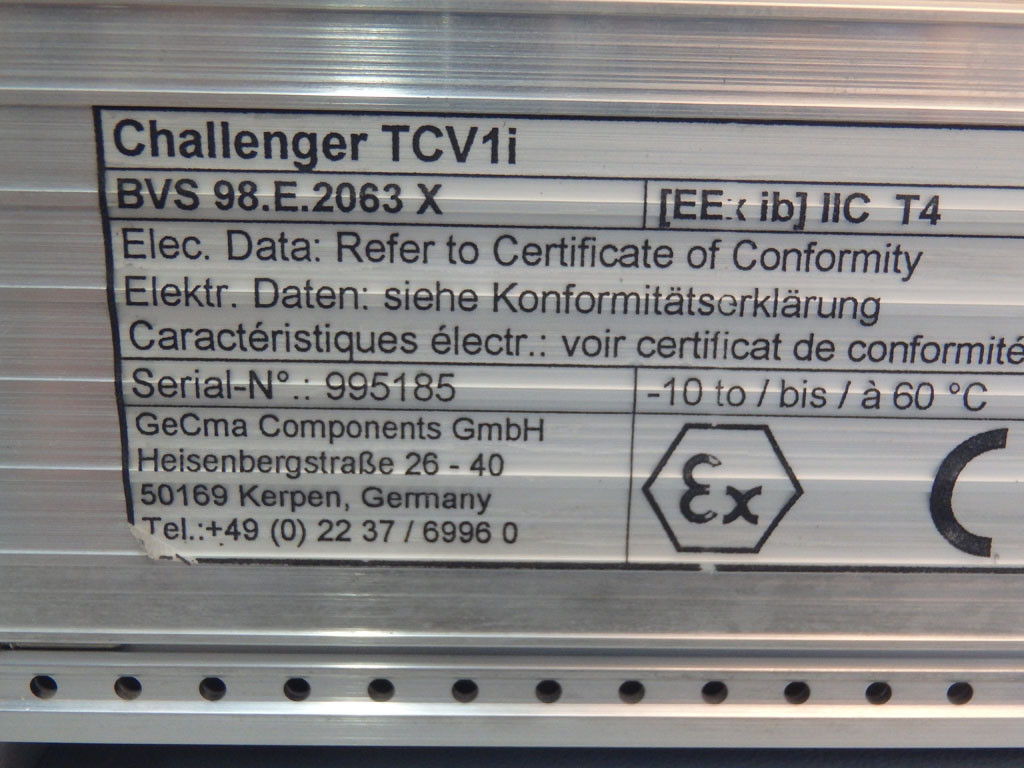 Challenger TCV1i
BVS 98.E.2063 X [EEx ib] IIC T4
Elec. Data: Refer to Certificate of Conformity
Elektr. Daten: siehe Konformitätserklärung
Caractéristiques électr.: voir certificat de conformité
Serial-N° .: 995185 -10 to / bis / à 60 °C
GeCma Components GmbH
Heisenbergstraße 26 - 40
50169 Kerpen, Germany
Tel.:+49 (0) 22 37 / 6996 0
Ex
C